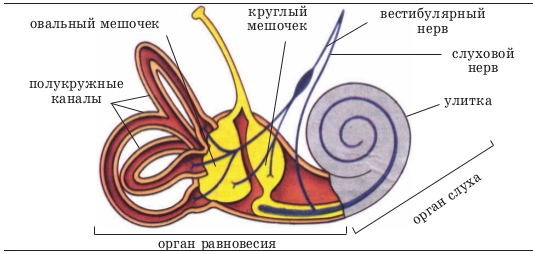 овальный мешочек
круглый
мешочек
вестибулярный
нерв
слуховой
нерв
полукружные
каналы
улитка
орган слуха
орган равновесия